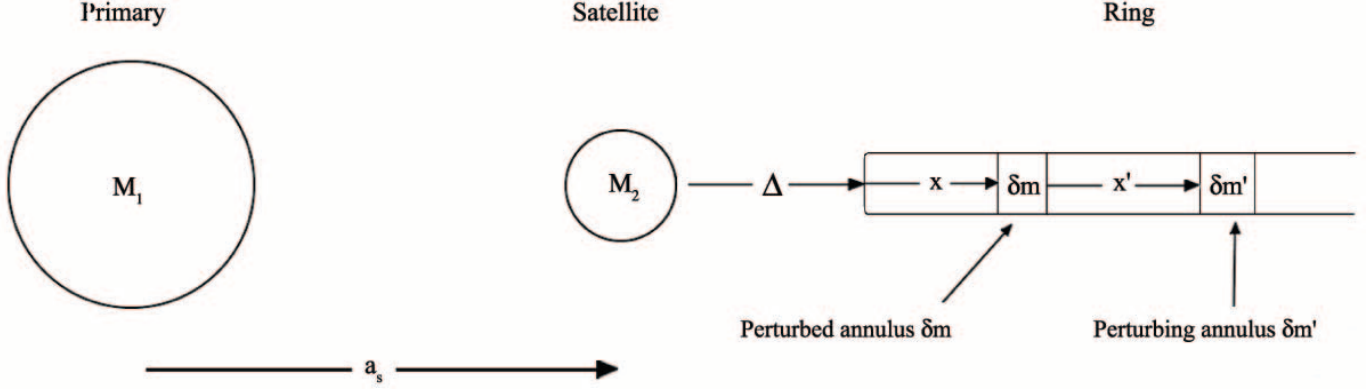 Primary Satellite Ring
M₁ M₂ Δ x δm x' δm'
Perturbed annulus δm Perturbing annulus δm'
aₛ